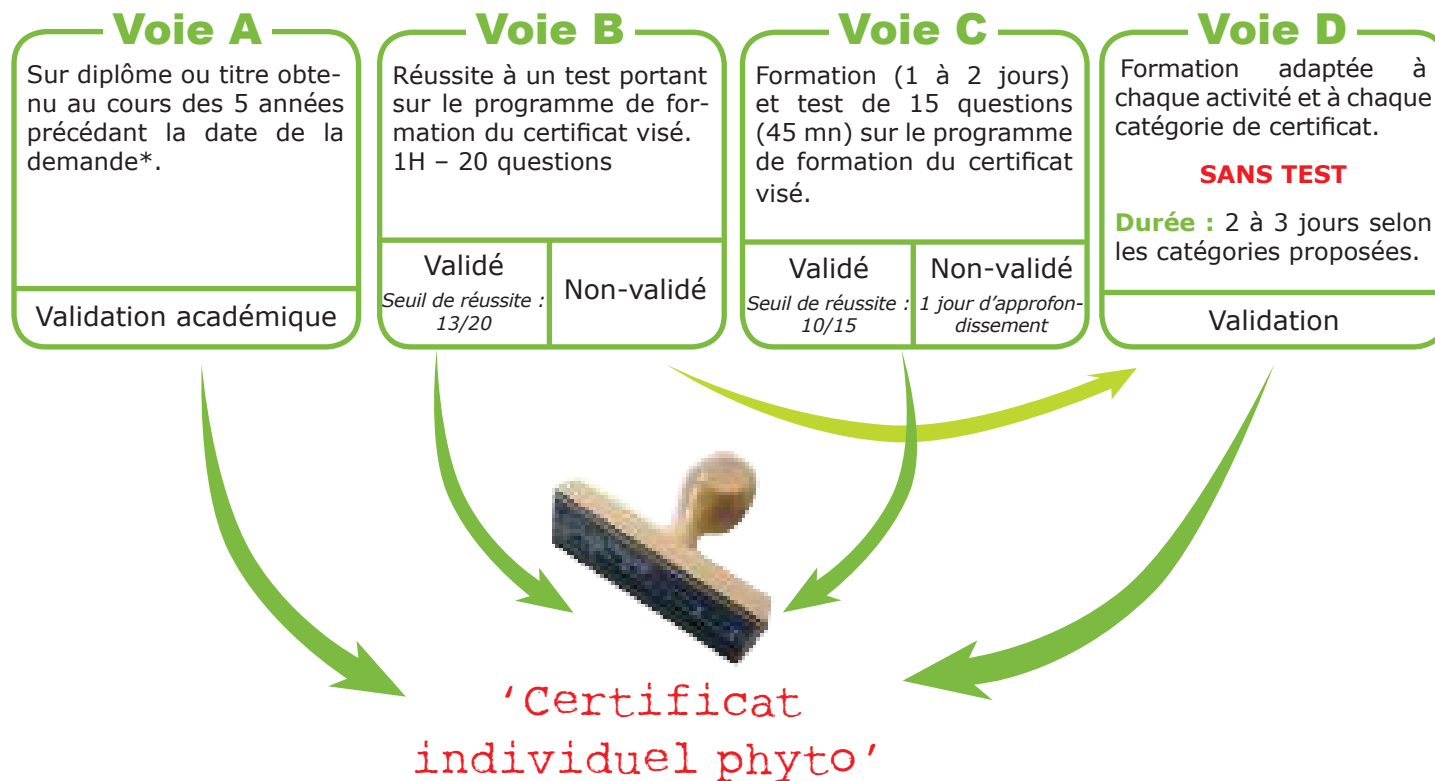 Voie A
Sur diplôme ou titre obte-
nu au cours des 5 années
précédant la date de la
demande*.
Validation académique
Voie B
Réussite à un test portant
sur le programme de for-
mation du certificat visé.
1H – 20 questions
Validé
Seuil de réussite :
13/20
Non-validé
Voie C
Formation (1 à 2 jours)
et test de 15 questions
(45 mn) sur le programme
de formation du certificat
visé.
Validé
Seuil de réussite :
10/15
Non-validé
1 jour d’approfon-
dissement
Voie D
Formation adaptée à
chaque activité et à chaque
catégorie de certificat.
SANS TEST
Durée : 2 à 3 jours selon
les catégories proposées.
Validation
'Certificat
individuel phyto'